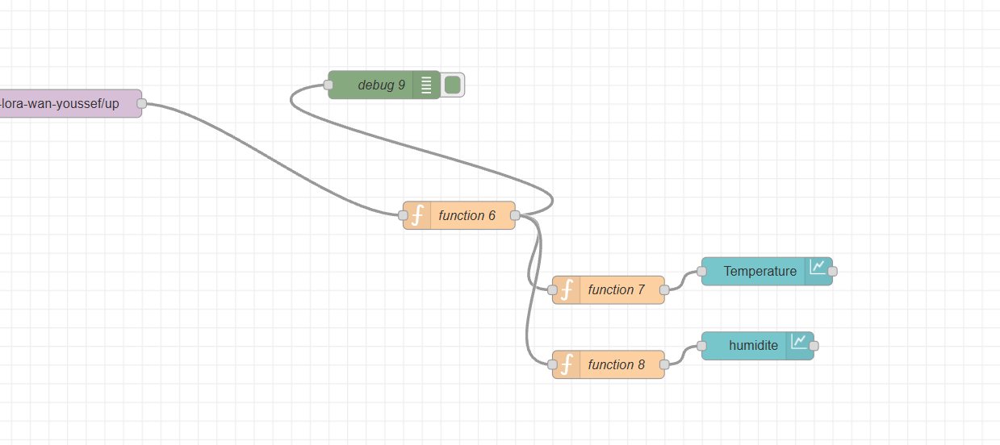 debug 9
-lora-wan-youssef/up
function 6
Temperature
function 7
humidite
function 8